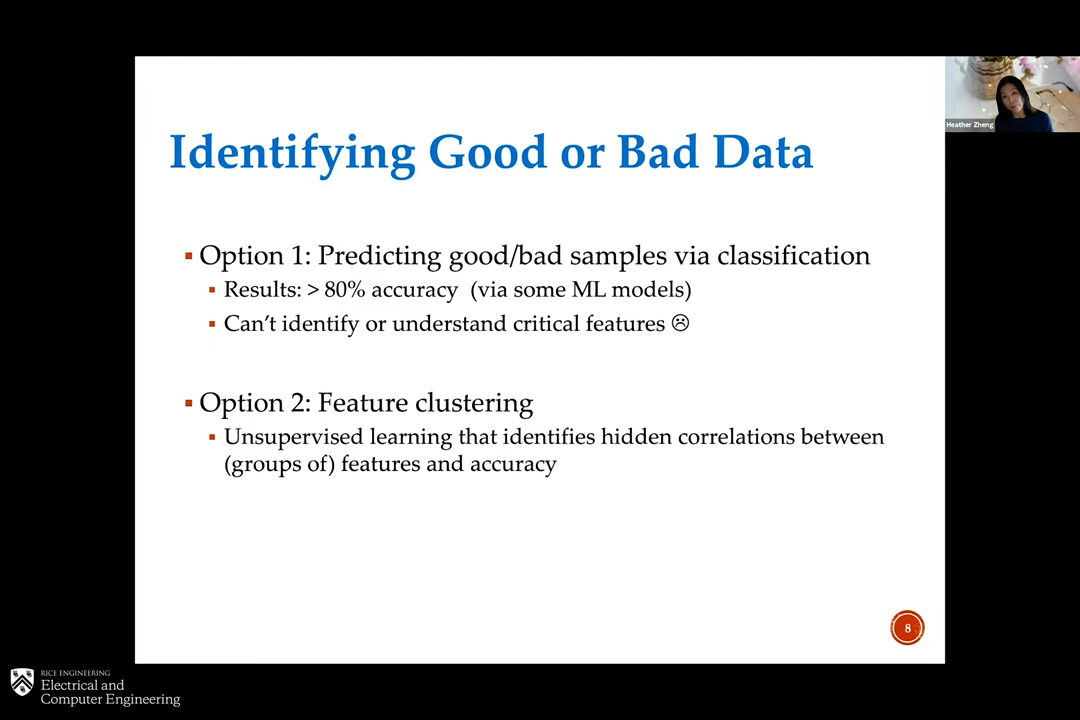 Identifying Good or Bad Data
Heather Zheng
▪ Option 1: Predicting good/bad samples via classification
▪ Results: > 80% accuracy (via some ML models)
▪ Can't identify or understand critical features ☹
▪ Option 2: Feature clustering
▪ Unsupervised learning that identifies hidden correlations between
(groups of) features and accuracy
8
RICE ENGINEERING
Electrical and
Computer Engineering